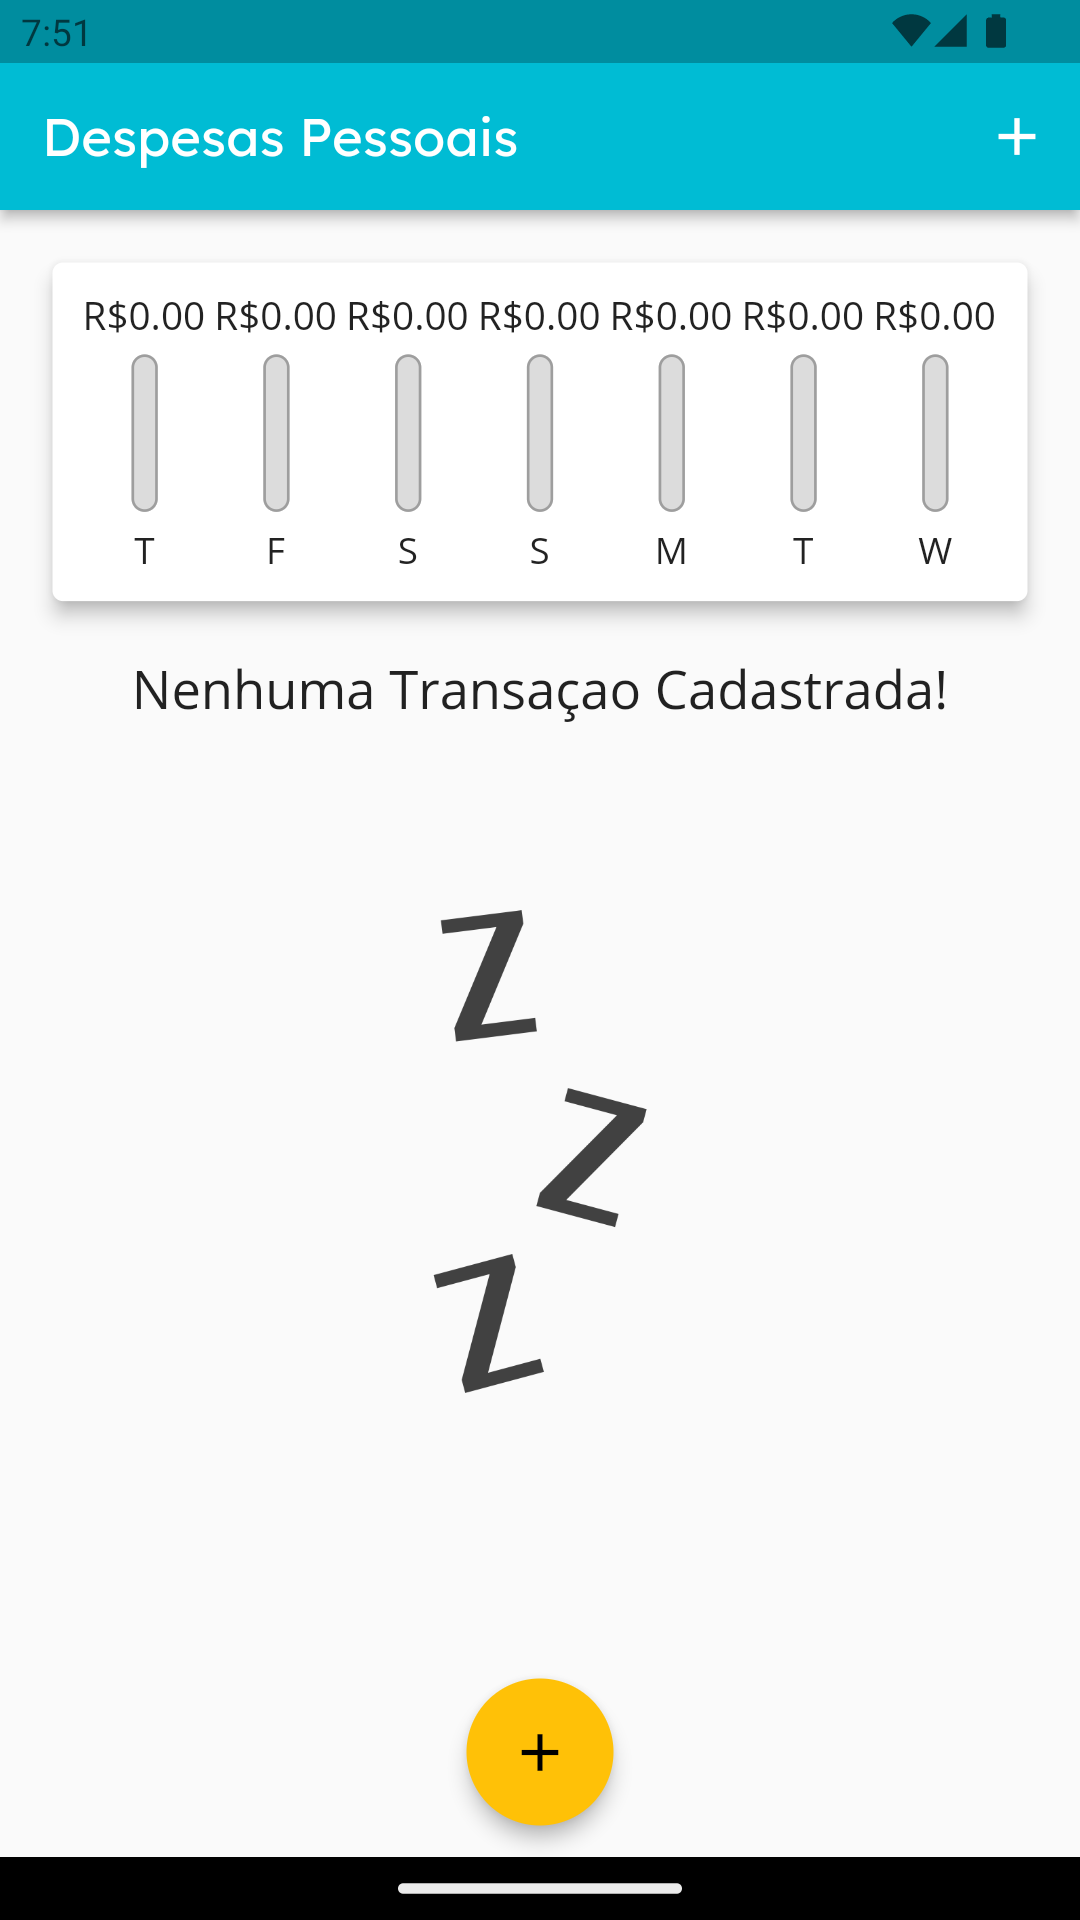 7:51
Despesas Pessoais
R$0.00 R$0.00 R$0.00 R$0.00 R$0.00 R$0.00 R$0.00
T F S S M T W
Nenhuma Transaçao Cadastrada!
Z
Z
Z